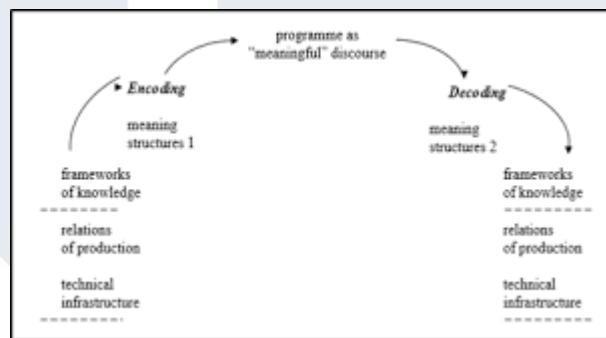 programme as
"meaningful" discourse
Encoding
Decoding
meaning
structures 1
meaning
structures 2
frameworks
of knowledge
frameworks
of knowledge
relations
of production
relations
of production
technical
infrastructure
technical
infrastructure